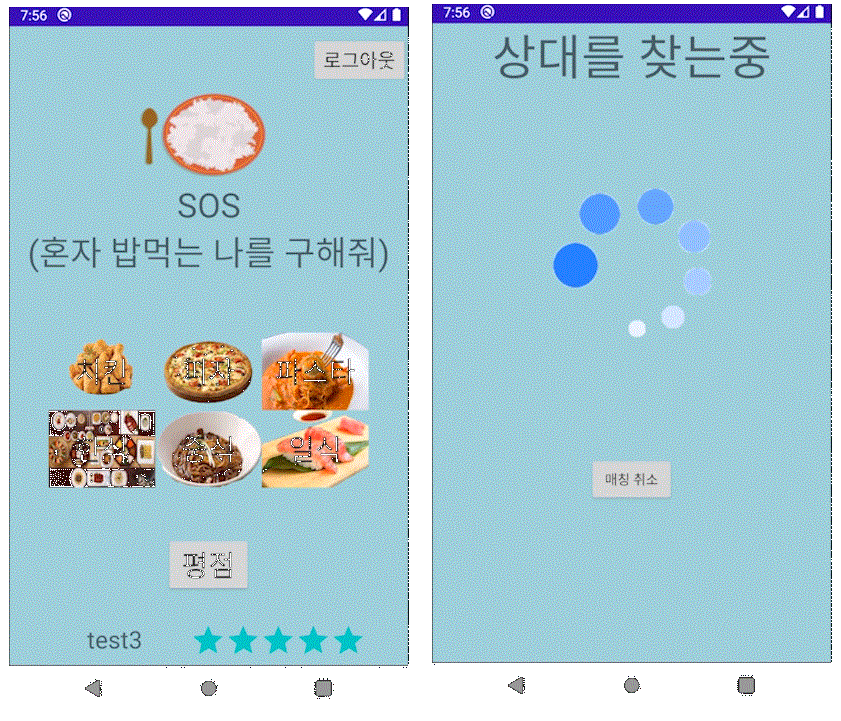 7:56
로그아웃
SOS
(혼자 밥먹는 나를 구해줘)
치킨
피자
파스타
한식
중식
일식
평점
test3
7:56
상대를 찾는중
매칭 취소